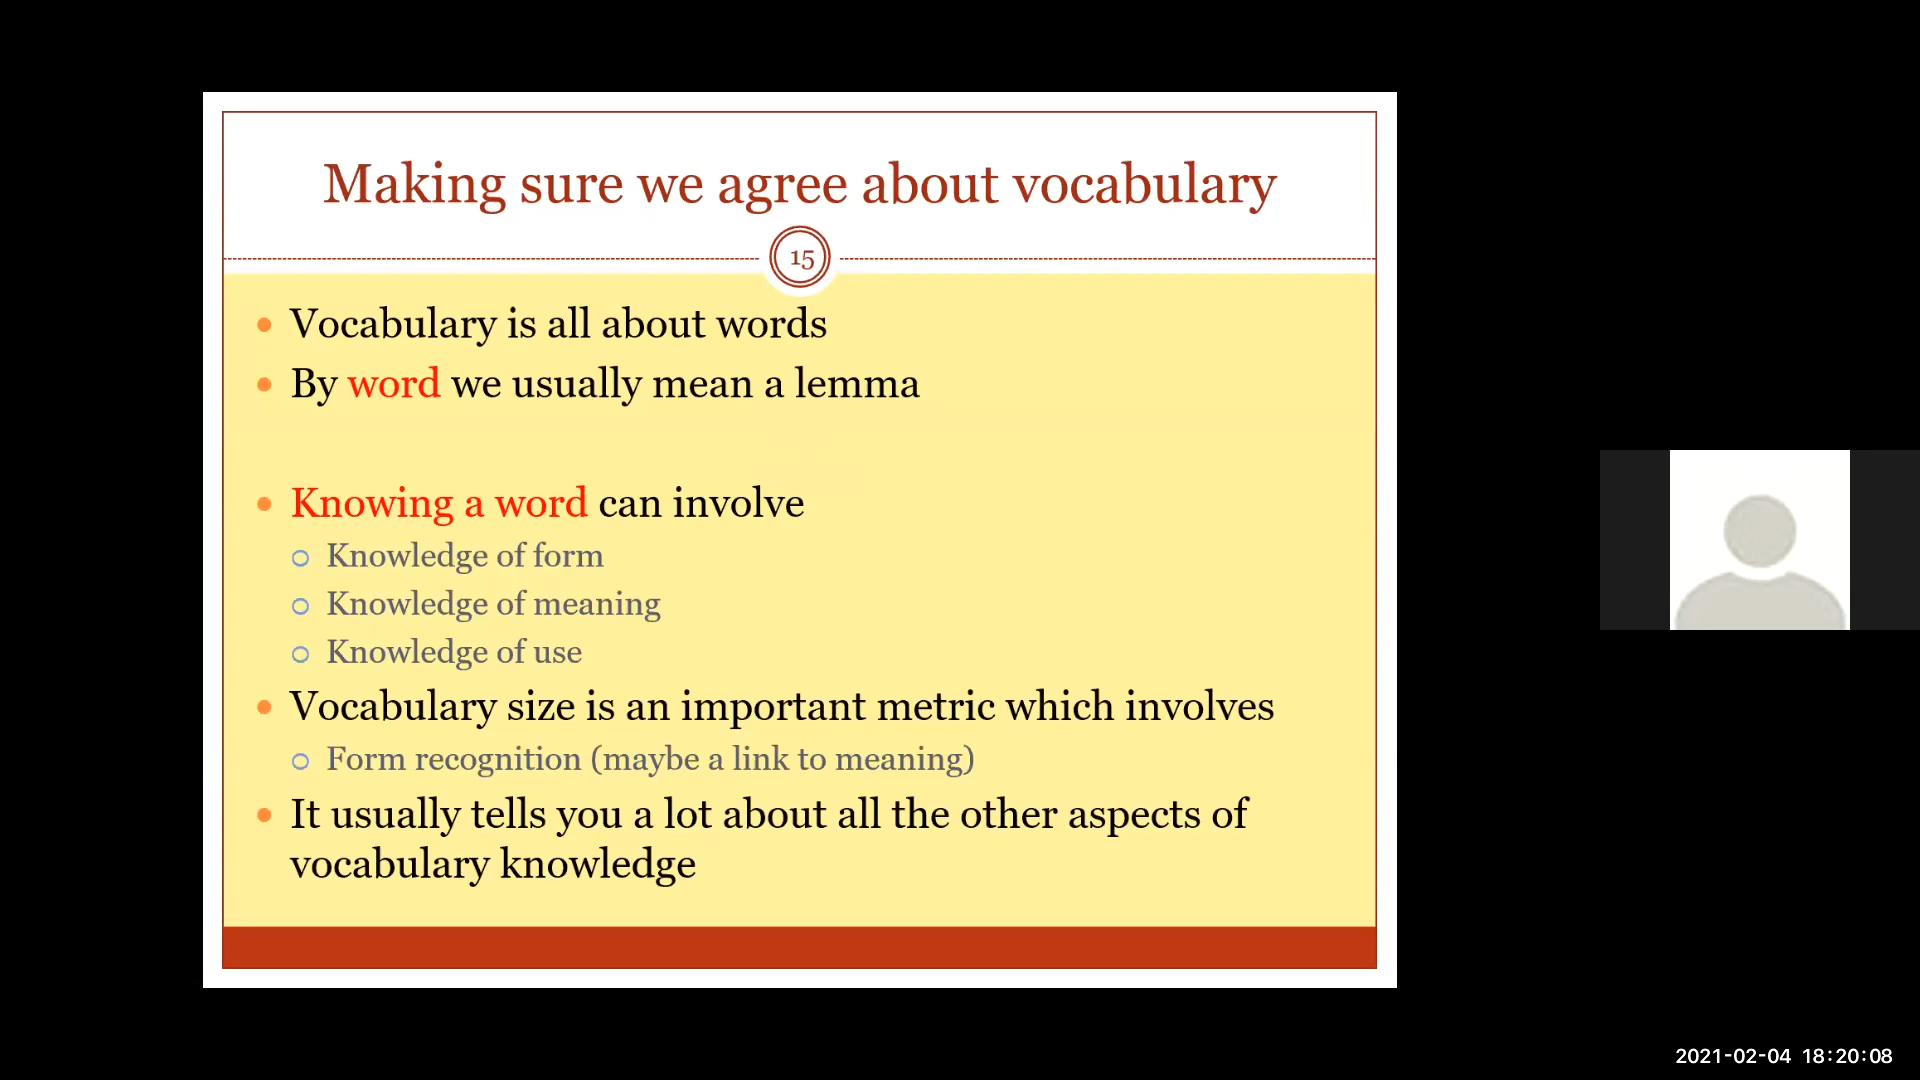 Making sure we agree about vocabulary
15
Vocabulary is all about words
By word we usually mean a lemma
Knowing a word can involve
Knowledge of form
Knowledge of meaning
Knowledge of use
Vocabulary size is an important metric which involves
Form recognition (maybe a link to meaning)
It usually tells you a lot about all the other aspects of
vocabulary knowledge
2021-02-04 18:20:08